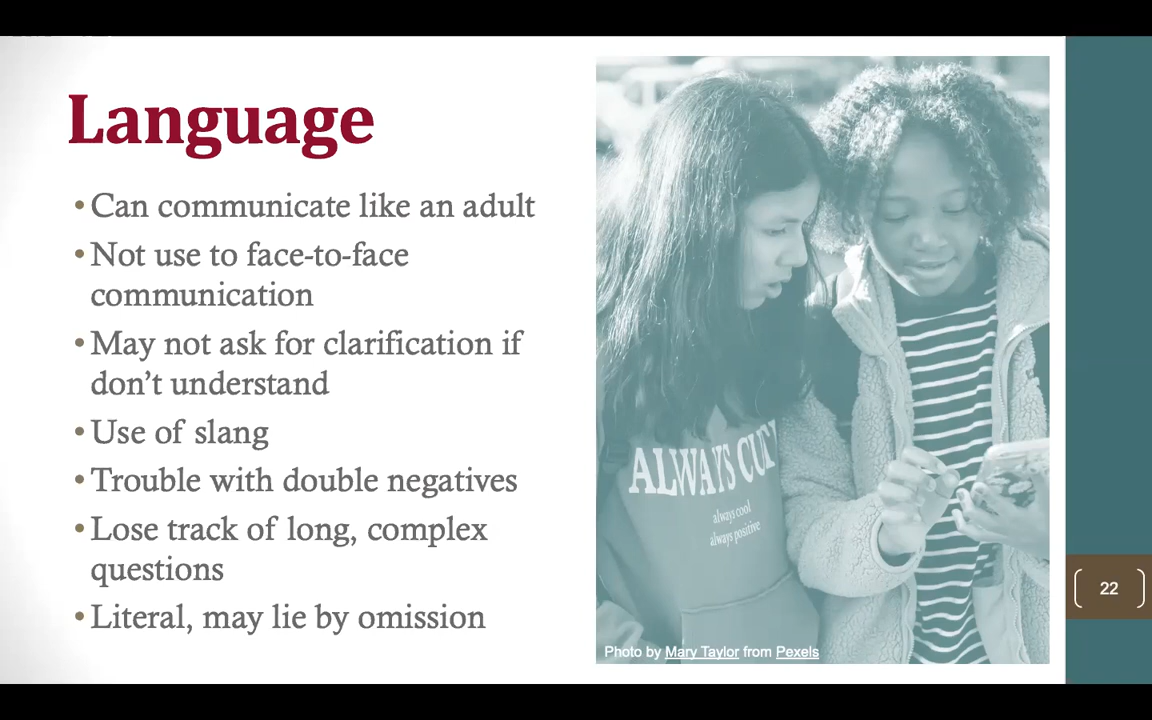 Language
•Can communicate like an adult
•Not use to face-to-face
communication
•May not ask for clarification if
don’t understand
•Use of slang
•Trouble with double negatives
•Lose track of long, complex
questions
•Literal, may lie by omission
ALWAYS
always cool
always positive
Photo by Mary Taylor from Pexels
22